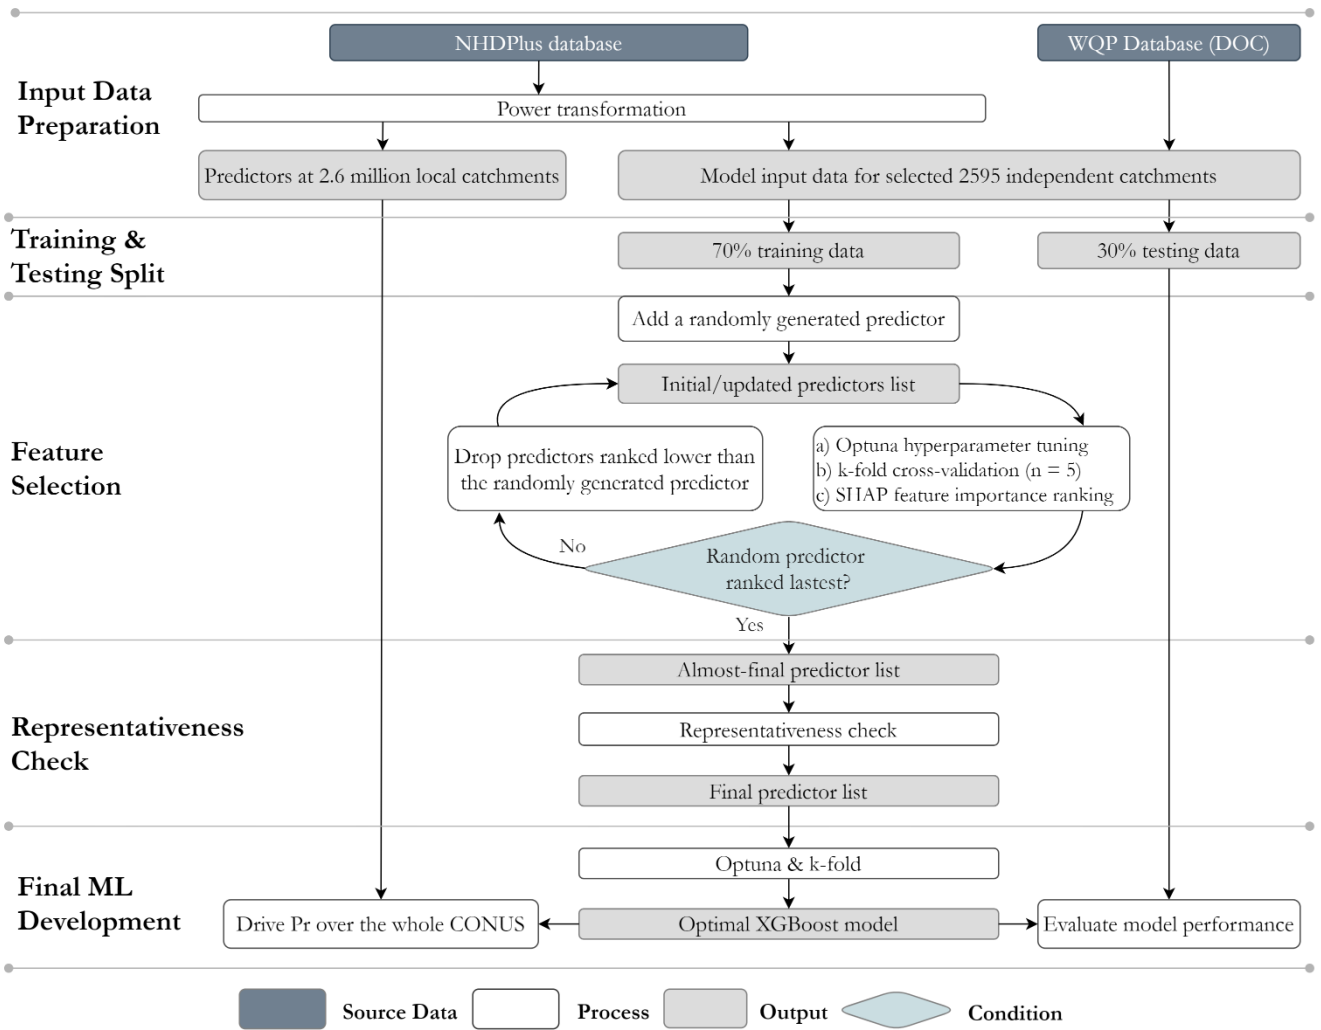 NHDPlus database
WQP Database (DOC)
Input Data
Preparation
Power transformation
Predictors at 2.6 million local catchments
Model input data for selected 2595 independent catchments
Training &
Testing Split
70% training data
30% testing data
Add a randomly generated predictor
Initial/updated predictors list
Feature
Selection
Drop predictors ranked lower than
the randomly generated predictor
a) Optuna hyperparameter tuning
b) k-fold cross-validation (n = 5)
c) SHAP feature importance ranking
No
Random predictor
ranked lastest?
Yes
Almost-final predictor list
Representativeness
Check
Representativeness check
Final predictor list
Optuna & k-fold
Final ML
Development
Drive Pr over the whole CONUS
Optimal XGBoost model
Evaluate model performance
Source Data
Process
Output
Condition